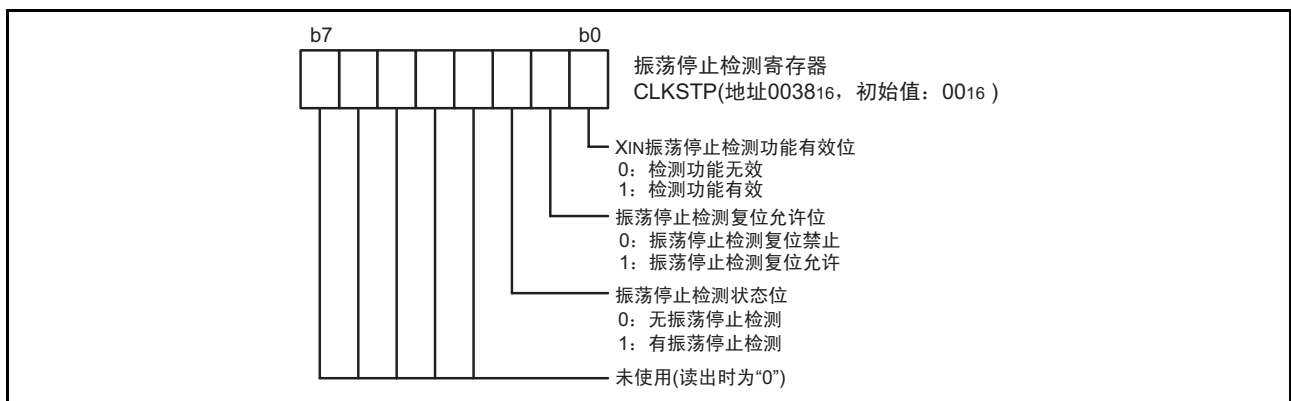 b7 b0
振荡停止检测寄存器
CLKSTP(地址003816，初始值：0016 )
XIN振荡停止检测功能有效位
0：检测功能无效
1：检测功能有效
振荡停止检测复位允许位
0：振荡停止检测复位禁止
1：振荡停止检测复位允许
振荡停止检测状态位
0：无振荡停止检测
1：有振荡停止检测
未使用(读出时为“0”)